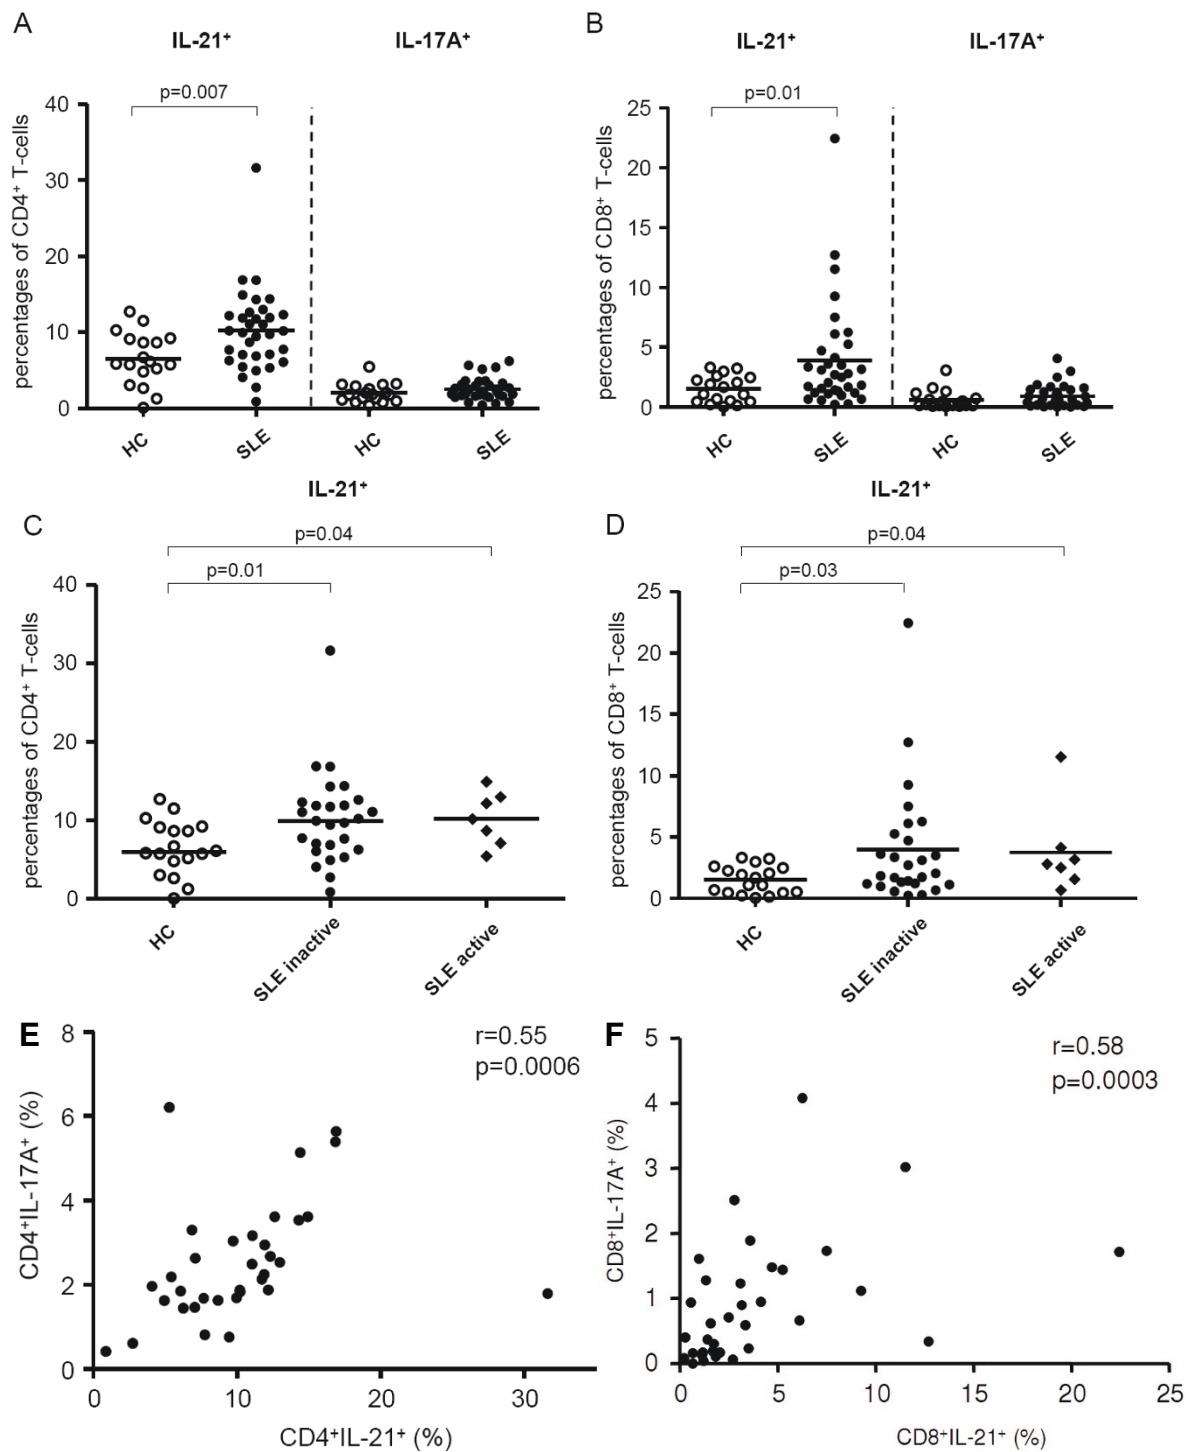 A
IL-21⁺
IL-17A⁺
p=0.007
percentages of CD4⁺ T-cells
40
30
20
10
0
HC
SLE
HC
SLE
B
IL-21⁺
IL-17A⁺
p=0.01
percentages of CD8⁺ T-cells
25
20
15
10
5
0
HC
SLE
HC
SLE
C
IL-21⁺
p=0.04
p=0.01
percentages of CD4⁺ T-cells
40
30
20
10
0
HC
SLE inactive
SLE active
D
IL-21⁺
p=0.04
p=0.03
percentages of CD8⁺ T-cells
25
20
15
10
5
0
HC
SLE inactive
SLE active
E
r=0.55
p=0.0006
CD4⁺IL-17A⁺ (%)
8
6
4
2
0
0 10 20 30
CD4⁺IL-21⁺ (%)
F
r=0.58
p=0.0003
CD8⁺IL-17A⁺ (%)
5
4
3
2
1
0
0 5 10 15 20 25
CD8⁺IL-21⁺ (%)